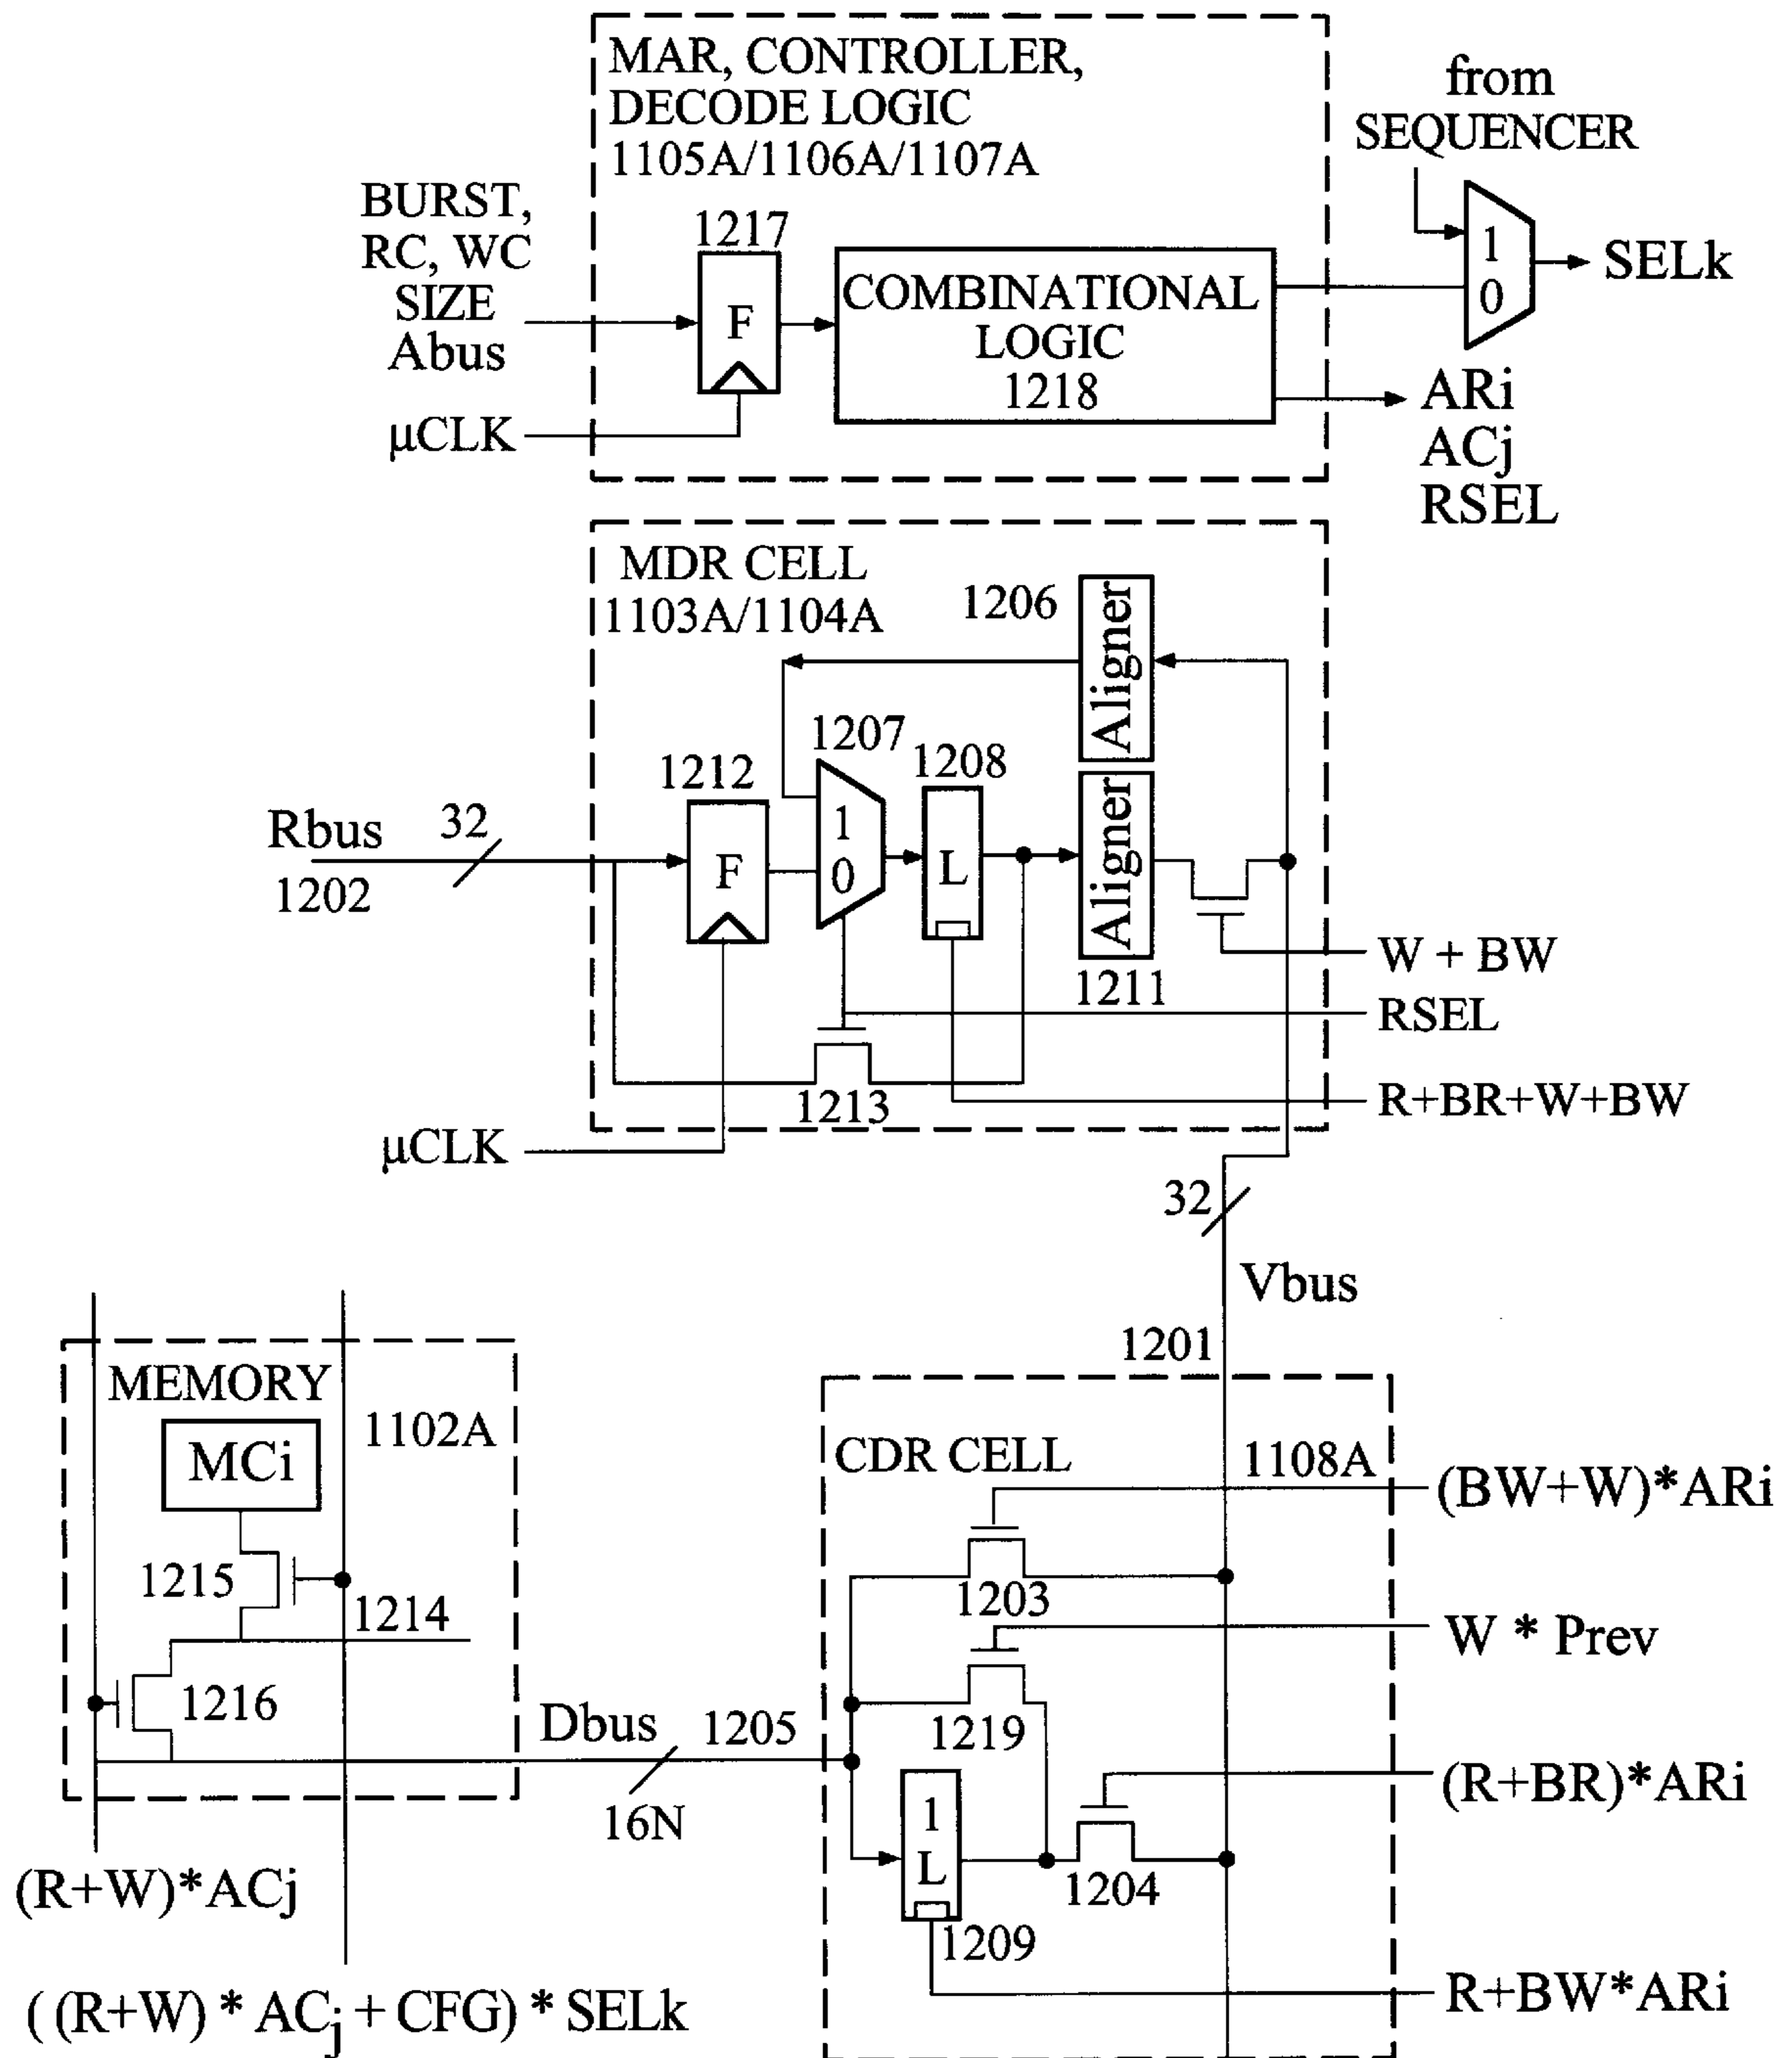 MAR, CONTROLLER,
DECODE LOGIC
1105A/1106A/1107A
from
SEQUENCER
BURST,
RC, WC
SIZE
Abus
μCLK
1217
F
COMBINATIONAL
LOGIC
1218
1
0
SELk
ARi
ACj
RSEL
MDR CELL
1103A/1104A
1206
Aligner
1207
1208
1212
Rbus
32
1202
F
1
0
L
Aligner
1211
W + BW
RSEL
1213
R+BR+W+BW
μCLK
32
Vbus
1201
MEMORY
1102A
MCi
1215
1214
1216
Dbus
1205
16N
(R+W)*ACj
((R+W) * ACj + CFG) * SELk
CDR CELL
1108A
(BW+W)*ARi
1203
W * Prev
1219
(R+BR)*ARi
1
L
1204
1209
R+BW*ARi